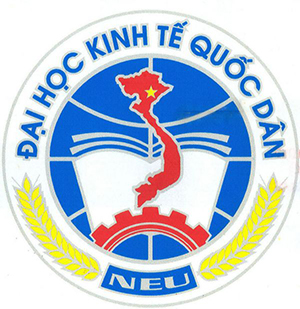 ĐẠI HỌC KINH TẾ QUỐC DÂN
NEU